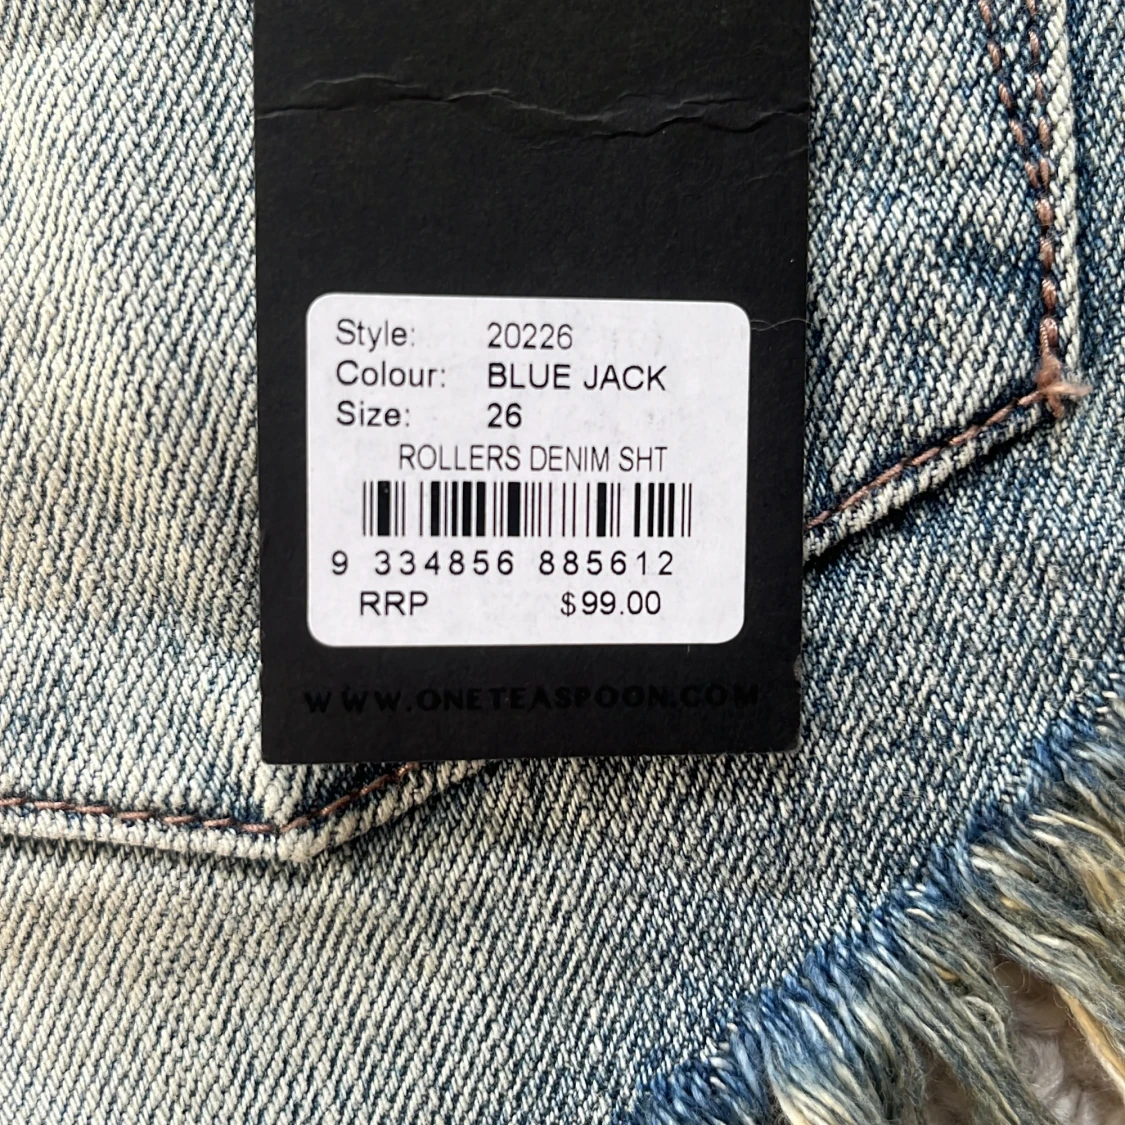 Style: 20226
Colour: BLUE JACK
Size: 26
ROLLERS DENIM SHT
9 334856 885612
RRP $99.00
WWW.ONETEASPOON.COM